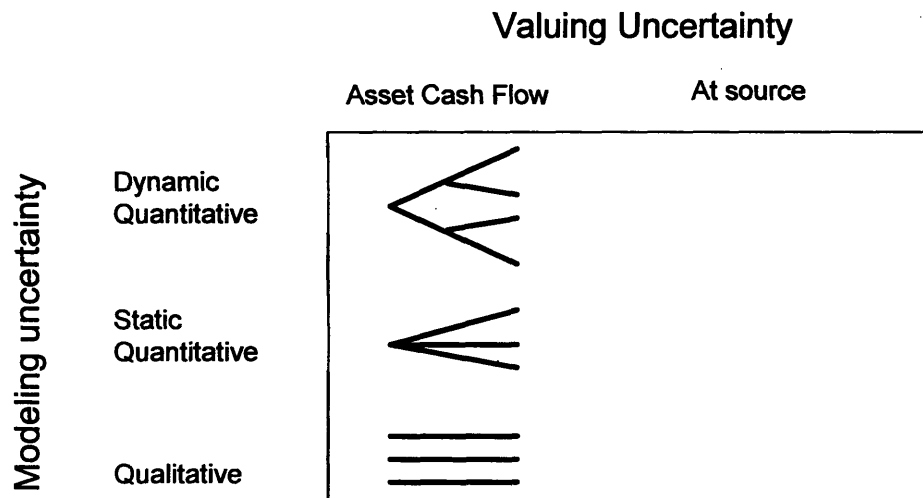 Valuing Uncertainty
Asset Cash Flow
At source
Modeling uncertainty
Dynamic
Quantitative
Static
Quantitative
Qualitative